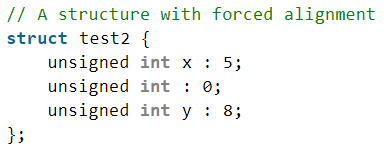 // A structure with forced alignment
struct test2 {
    unsigned int x : 5;
    unsigned int : 0;
    unsigned int y : 8;
};